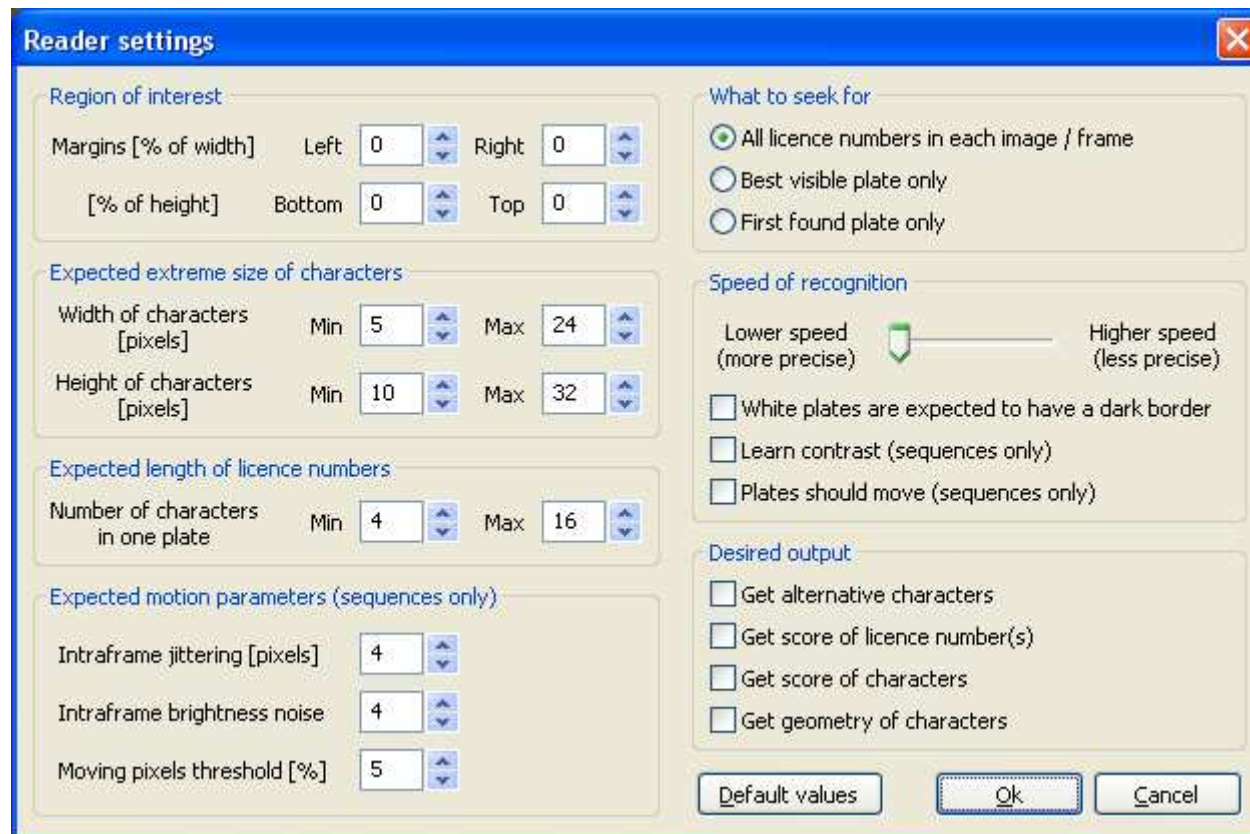 Reader settings
Region of interest
Margins [% of width] Left 0 Right 0
[% of height] Bottom 0 Top 0
Expected extreme size of characters
Width of characters
[pixels] Min 5 Max 24
Height of characters
[pixels] Min 10 Max 32
Expected length of licence numbers
Number of characters
in one plate Min 4 Max 16
Expected motion parameters (sequences only)
Intraframe jittering [pixels] 4
Intraframe brightness noise 4
Moving pixels threshold [%] 5
What to seek for
All licence numbers in each image / frame
Best visible plate only
First found plate only
Speed of recognition
Lower speed
(more precise)
Higher speed
(less precise)
White plates are expected to have a dark border
Learn contrast (sequences only)
Plates should move (sequences only)
Desired output
Get alternative characters
Get score of licence number(s)
Get score of characters
Get geometry of characters
Default values Ok Cancel